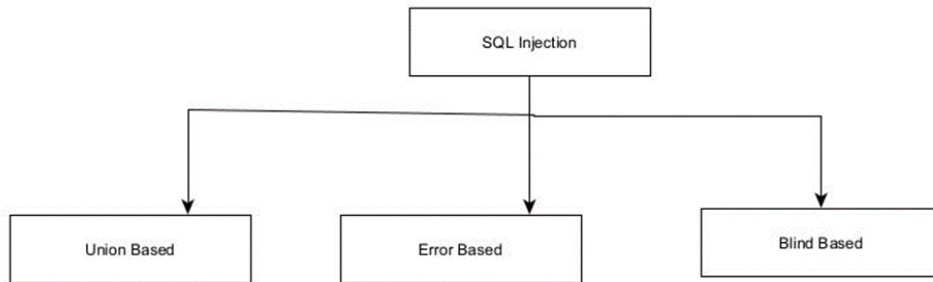 SQL Injection
Union Based
Error Based
Blind Based